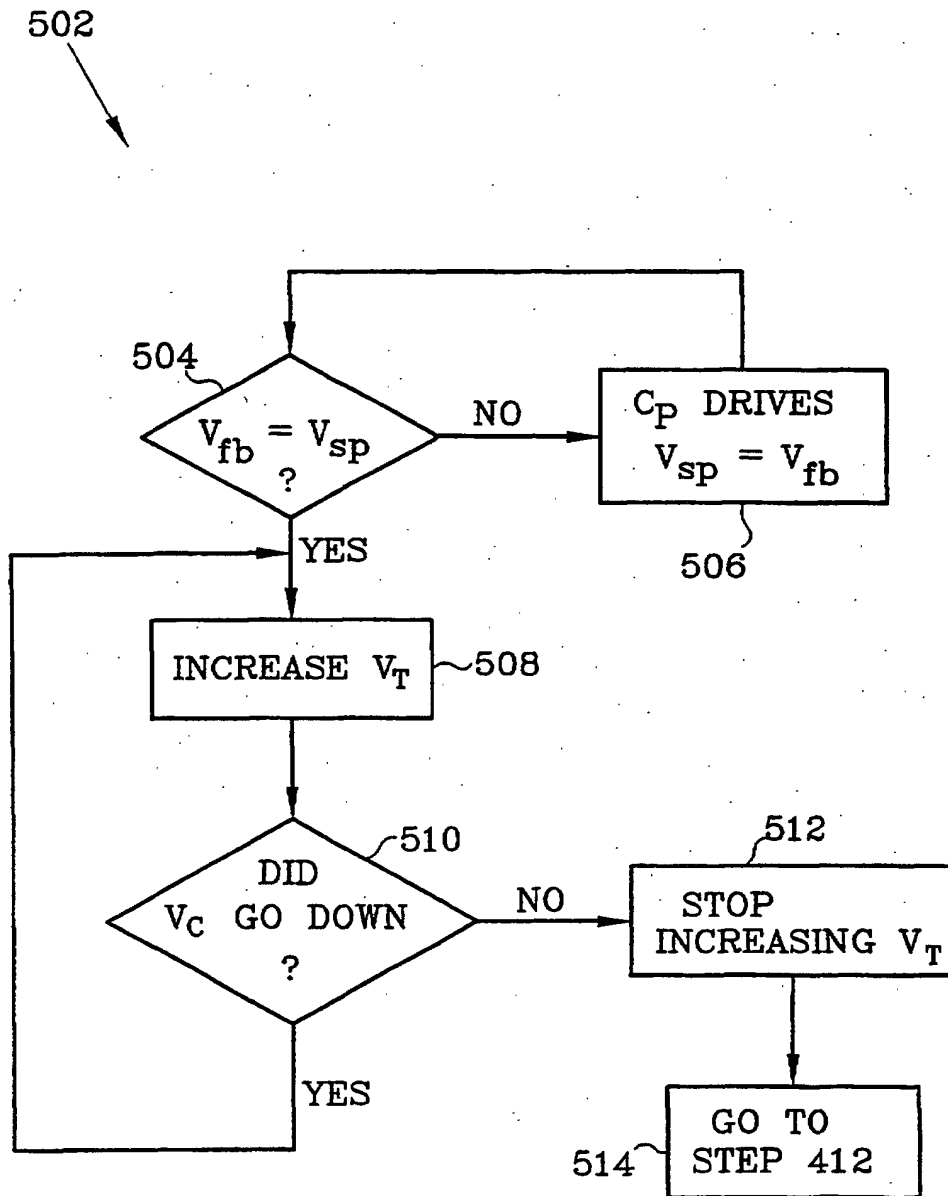 502
504
V_fb = V_sp
?
NO
C_P DRIVES
V_sp = V_fb
506
YES
INCREASE V_T
508
DID
V_C GO DOWN
?
510
NO
512
STOP
INCREASING V_T
YES
GO TO
STEP 412
514